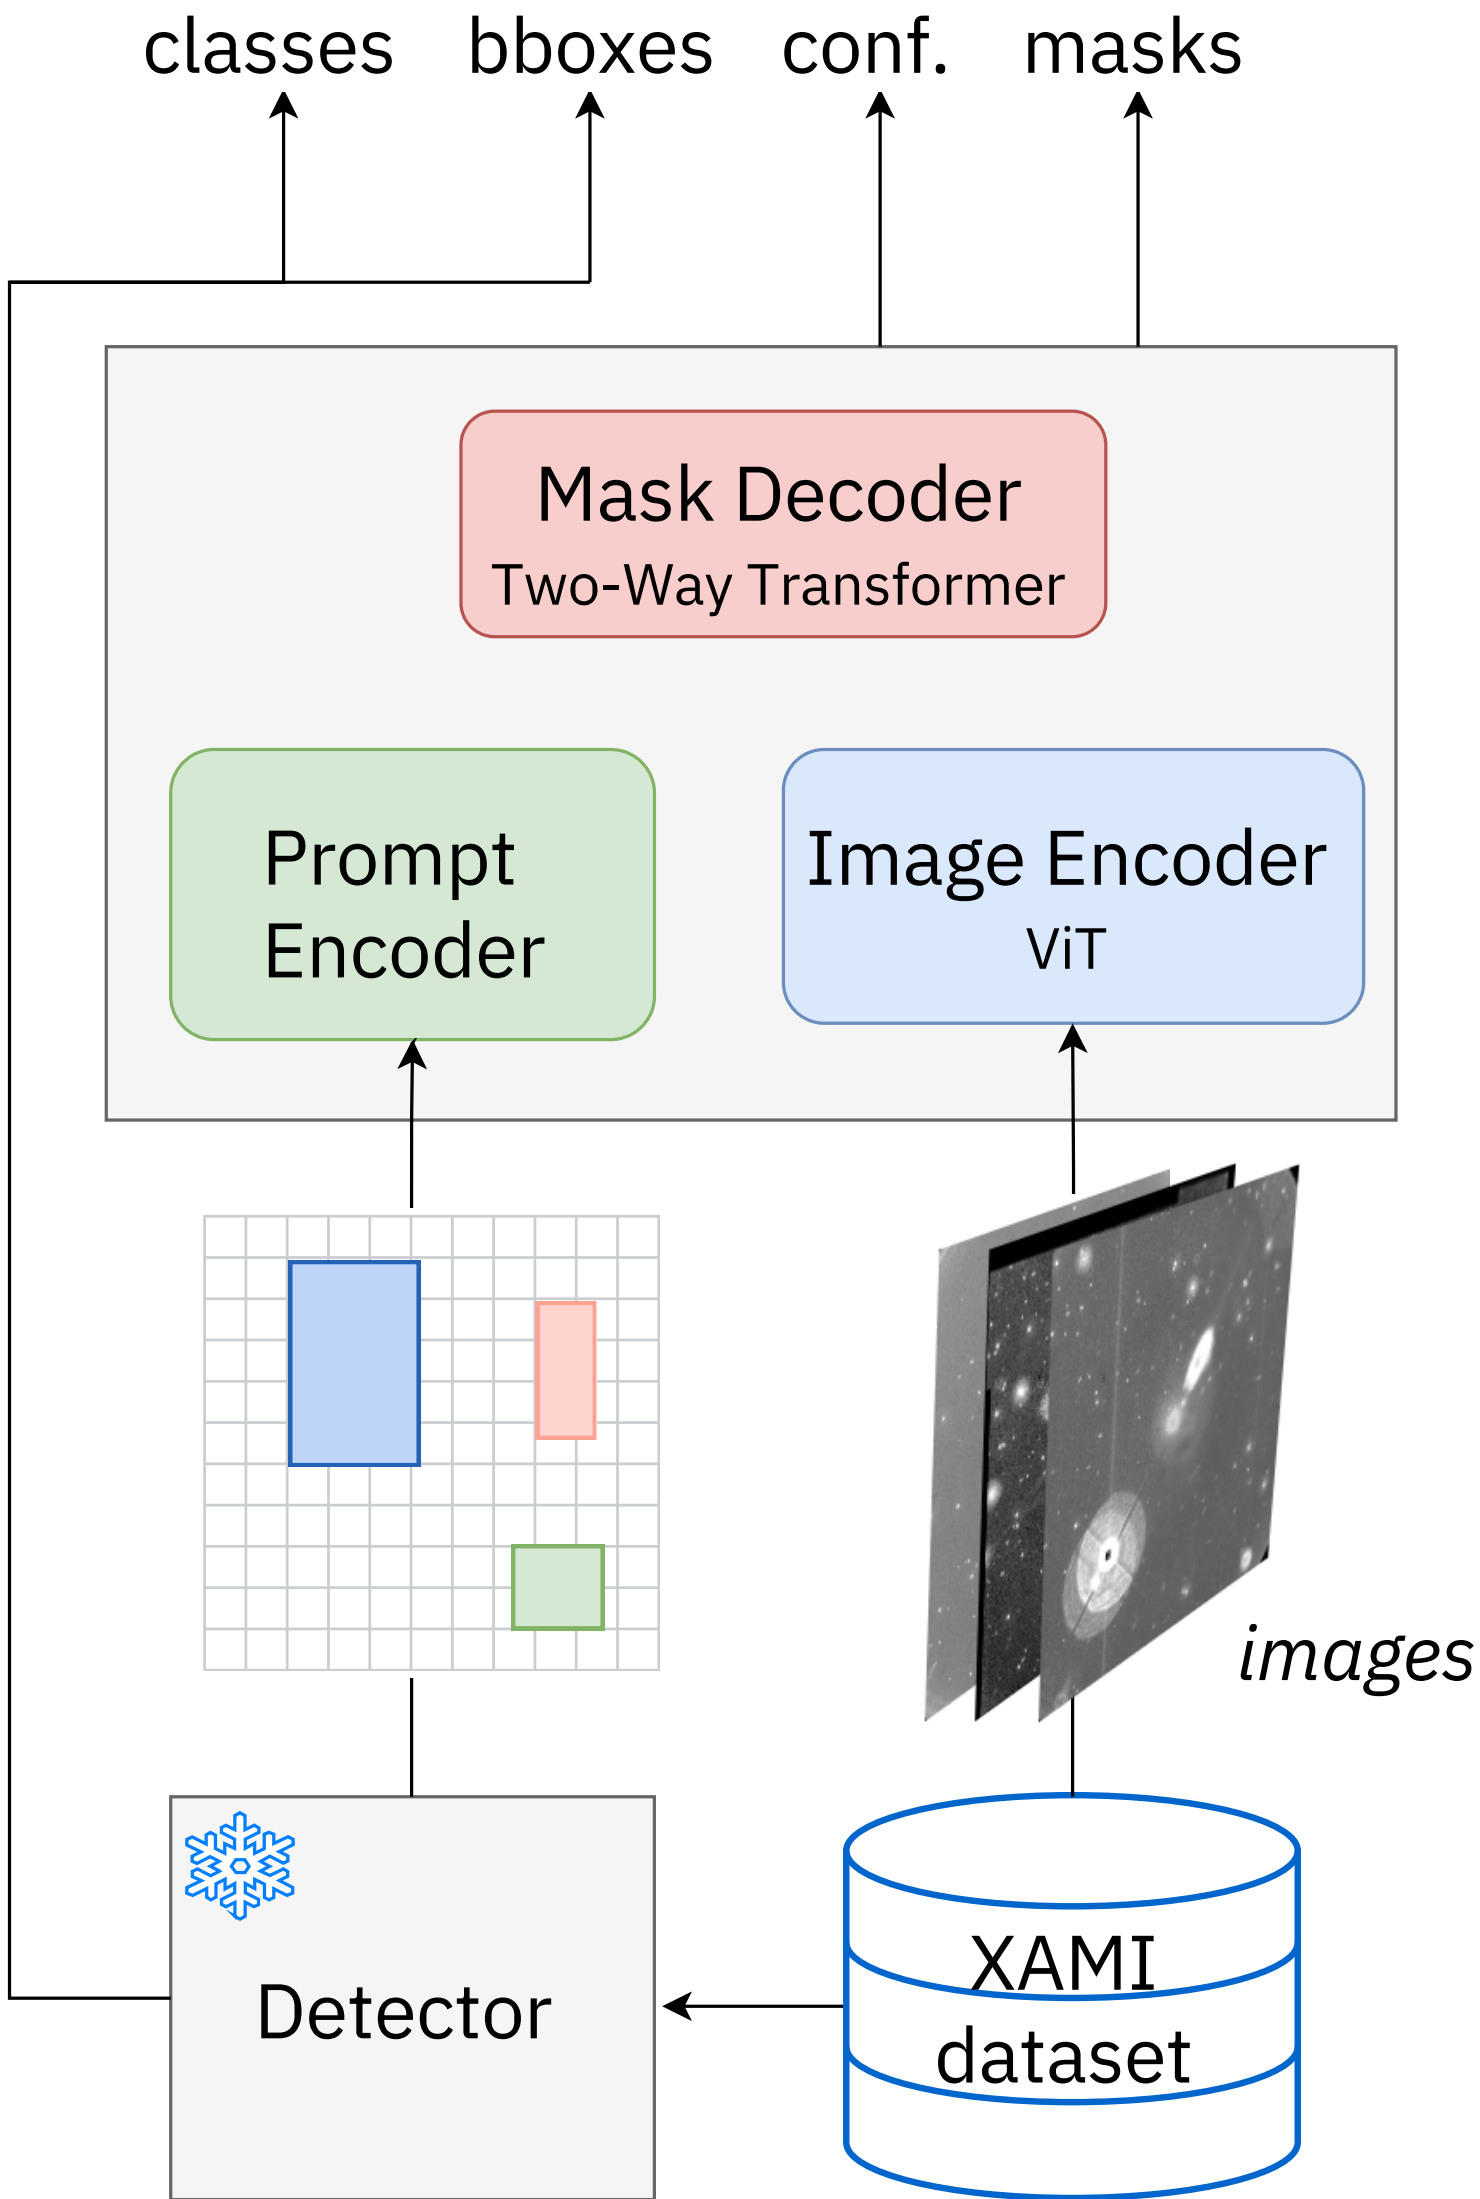 classes bboxes conf. masks
Mask Decoder
Two-Way Transformer
Prompt
Encoder
Image Encoder
ViT
images
Detector
XAMI
dataset